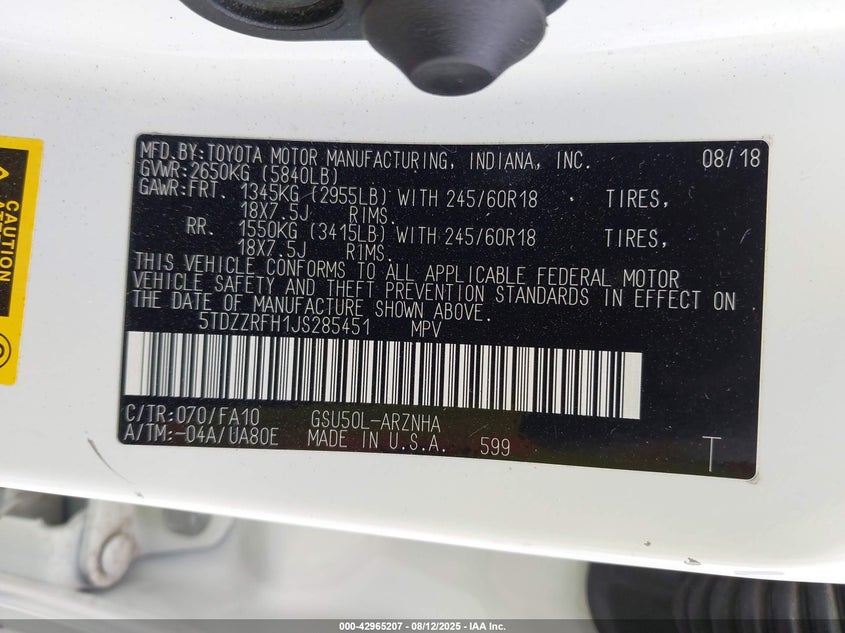 MFD.BY:TOYOTA MOTOR MANUFACTURING, INDIANA, INC. 08/18
GVWR:2650KG (5840LB)
GAWR:FRT. 1345KG (2955LB) WITH 245/60R18 TIRES,
18X7.5J RIMS.
RR. 1550KG (3415LB) WITH 245/60R18 TIRES,
18X7.5J RIMS.
THIS VEHICLE CONFORMS TO ALL APPLICABLE FEDERAL MOTOR
VEHICLE SAFETY AND THEFT PREVENTION STANDARDS IN EFFECT ON
THE DATE OF MANUFACTURE SHOWN ABOVE.
5TDZZRFH1JS285451 MPV
C/TR:070/FA10 GSU50L-ARZNHA
A/TM:-04A/UA80E MADE IN U.S.A. 599 T
CAUTION
000-42965207 - 08/12/2025 - IAA Inc.